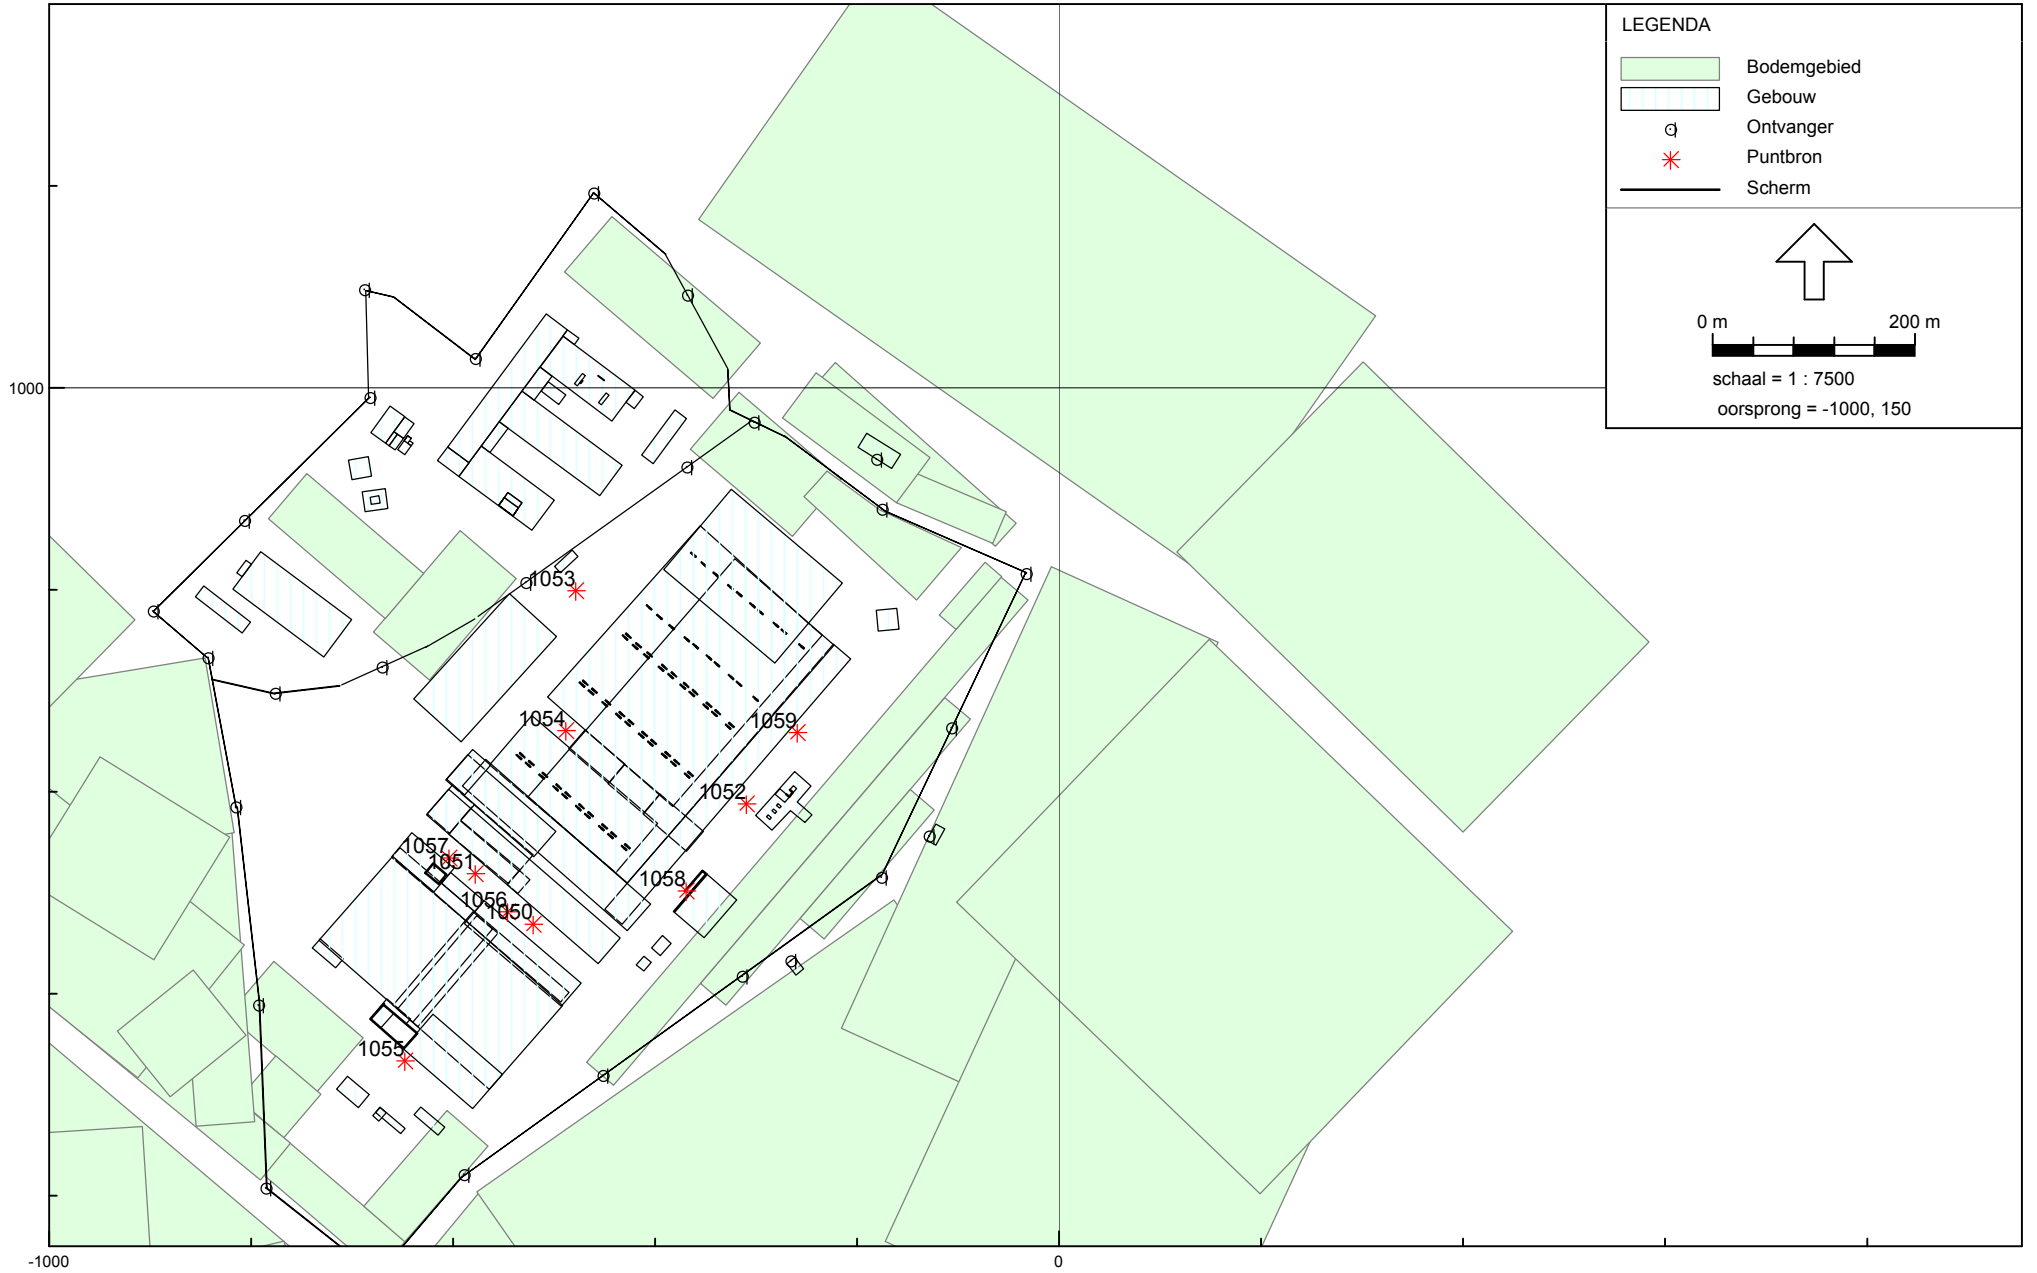 LEGENDA
Bodemgebied
Gebouw
Ontvanger
Puntbron
Scherm
0 m 200 m
schaal = 1 : 7500
oorsprong = -1000, 150
1000
1053
1054
1059
1052
1057
1051
1058
1056
1050
1055
-1000 0